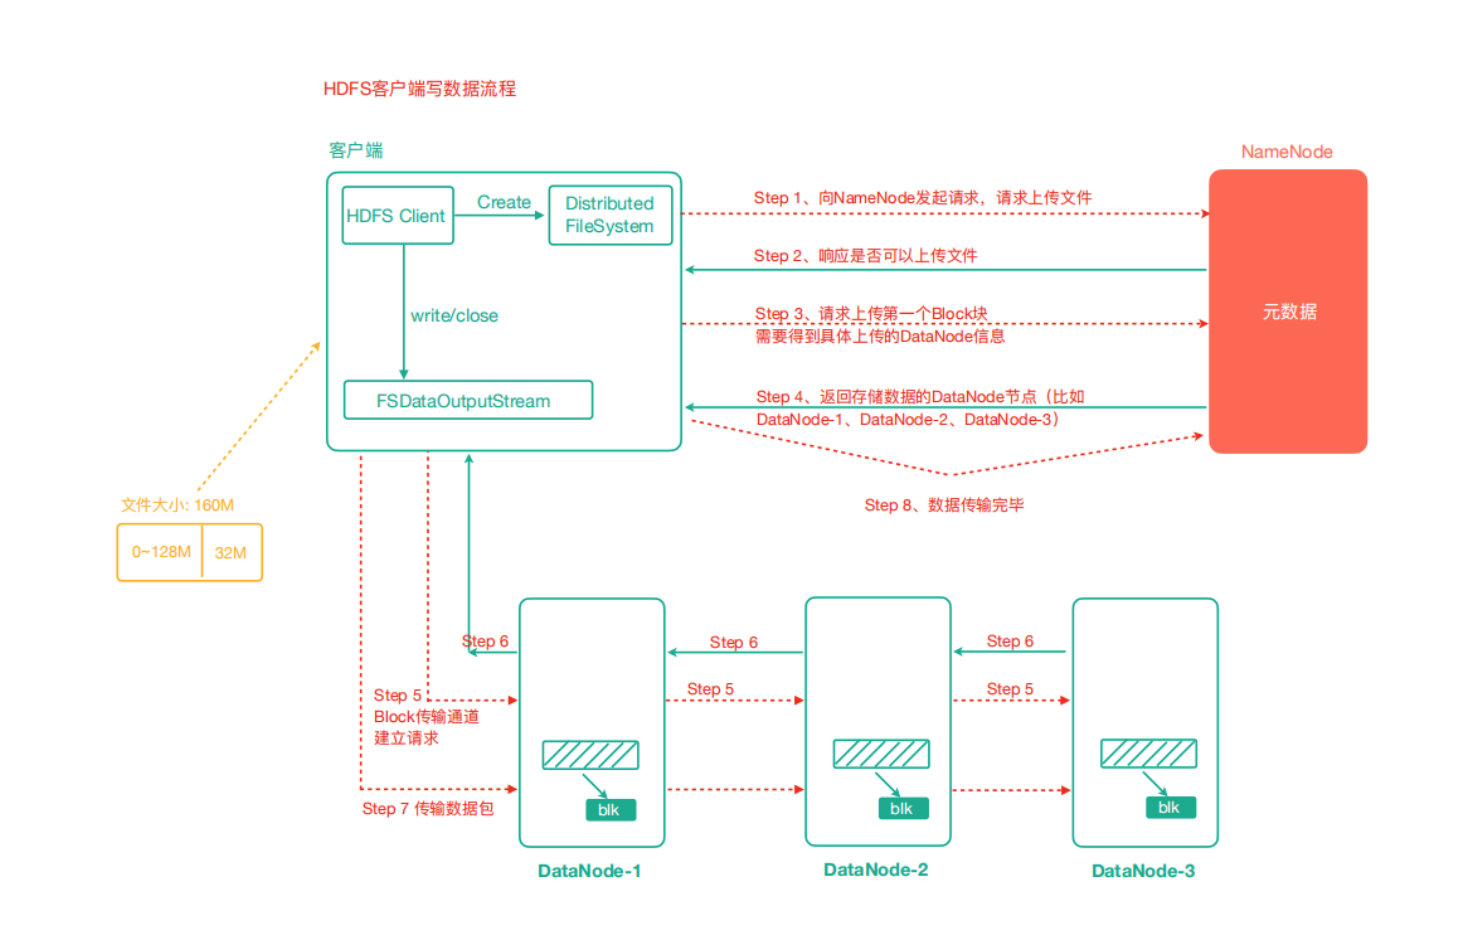 HDFS客户端写数据流程
客户端
NameNode
HDFS Client
Create
Distributed
FileSystem
Step 1、向NameNode发起请求，请求上传文件
Step 2、响应是否可以上传文件
write/close
Step 3、请求上传第一个Block块
需要得到具体上传的DataNode信息
元数据
FSDataOutputStream
Step 4、返回存储数据的DataNode节点（比如
DataNode-1、DataNode-2、DataNode-3）
Step 8、数据传输完毕
文件大小: 160M
0~128M
32M
Step 6
Step 6
Step 6
Step 5
Block传输通道
建立请求
Step 5
Step 5
Step 7 传输数据包
blk
blk
blk
DataNode-1
DataNode-2
DataNode-3